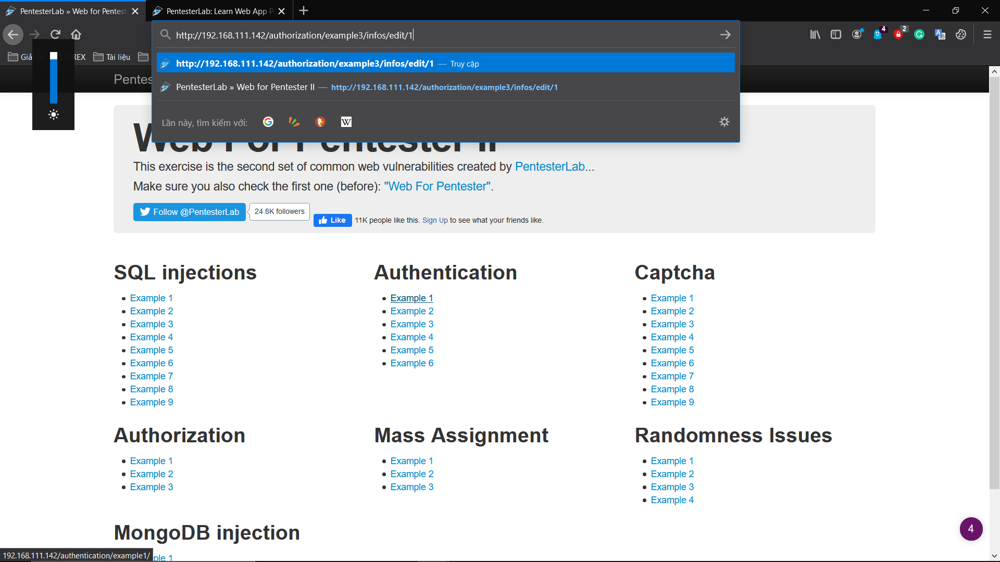 PentesterLab » Web for Pentest
PentesterLab: Learn Web App P
http://192.168.111.142/authorization/example3/infos/edit/1
4
2
Giả
T-REX
Tài liệu
http://192.168.111.142/authorization/example3/infos/edit/1 — Truy cập
PentesterLab » Web for Pentester II — http://192.168.111.142/authorization/example3/infos/edit/1
Lần này, tìm kiếm với:
Pentes
Web For Pentester II
This exercise is the second set of common web vulnerabilities created by PentesterLab...
Make sure you also check the first one (before): "Web For Pentester".
Follow @PentesterLab
24.8K followers
Like
11K people like this. Sign Up to see what your friends like.
SQL injections
Example 1
Example 2
Example 3
Example 4
Example 5
Example 6
Example 7
Example 8
Example 9
Authentication
Example 1
Example 2
Example 3
Example 4
Example 5
Example 6
Captcha
Example 1
Example 2
Example 3
Example 4
Example 5
Example 6
Example 7
Example 8
Example 9
Authorization
Example 1
Example 2
Example 3
Mass Assignment
Example 1
Example 2
Example 3
Randomness Issues
Example 1
Example 2
Example 3
Example 4
MongoDB injection
ple 1
4
192.168.111.142/authentication/example1/